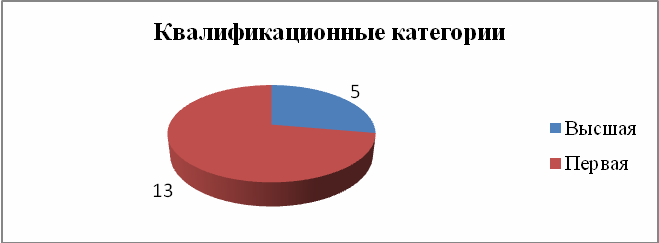 Квалификационные категории
5
Высшая
Первая
13